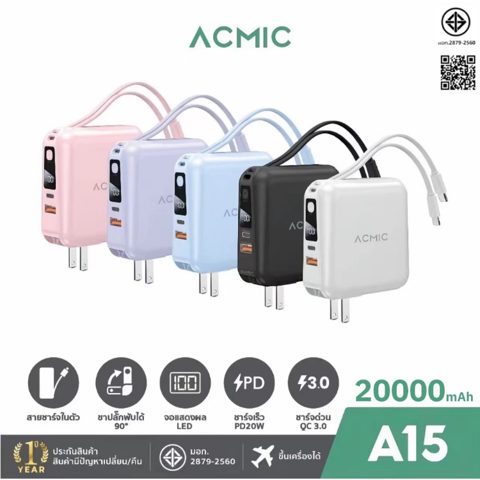 ACMIC
มอก.2879-2560
ACMIC
ACMIC
ACMIC
ACMIC
ACMIC
100
PD
3.0
20000mAh
สายชาร์จในตัว
ขาปลั๊กพับได้
90°
จอแสดงผล
LED
ชาร์จเร็ว
PD20W
ชาร์จด่วน
QC 3.0
A15
1
YEAR
ประกันสินค้า
สินค้ามีปัญหาเปลี่ยน/คืน
มอก.
2879-2560
ขึ้นเครื่องได้